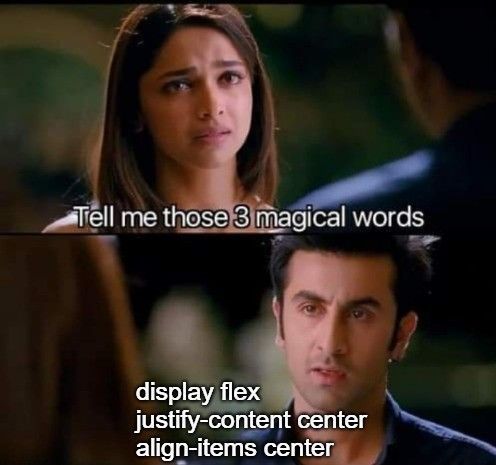 Tell me those 3 magical words
display flex
justify-content center
align-items center